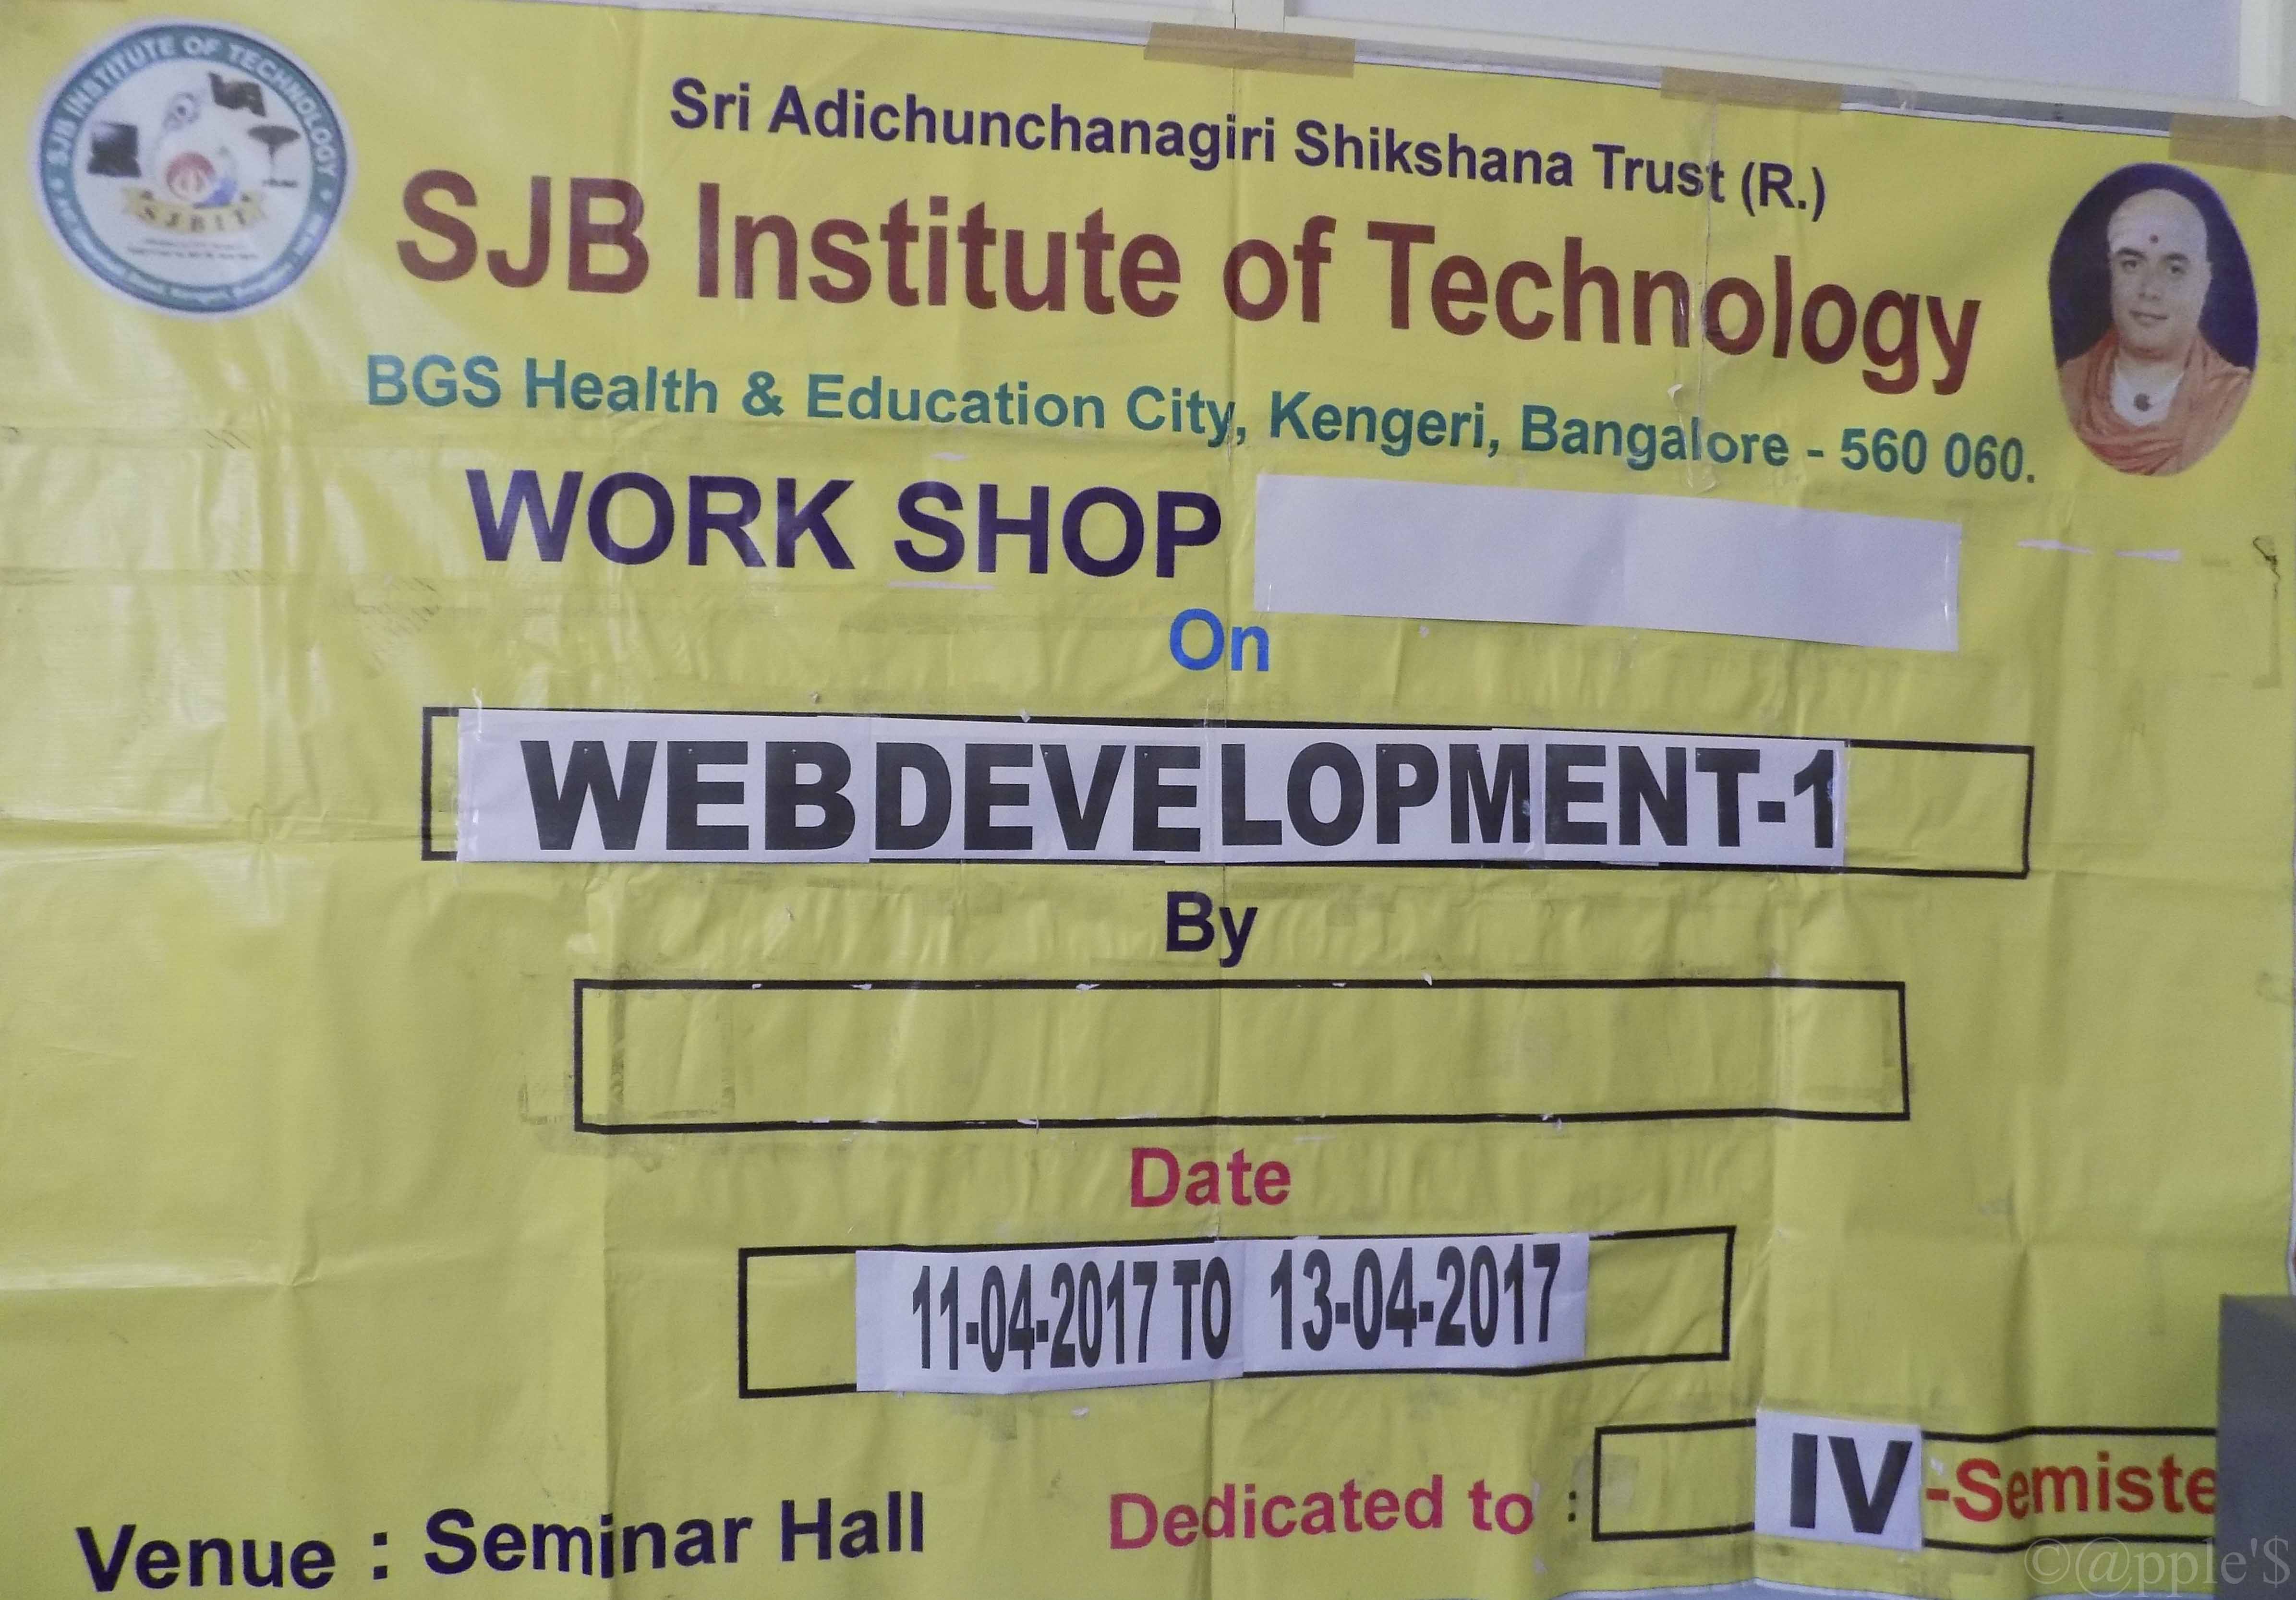 SJB INSTITUTE OF TECHNOLOGY
SJBIT
Sri Adichunchanagiri Shikshana Trust (R.)
SJB Institute of Technology
BGS Health & Education City, Kengeri, Bangalore - 560 060.
WORK SHOP
On
WEBDEVELOPMENT-1
By
Date
11-04-2017 TO 13-04-2017
Venue : Seminar Hall Dedicated to : IV-Semiste
©@pple'$